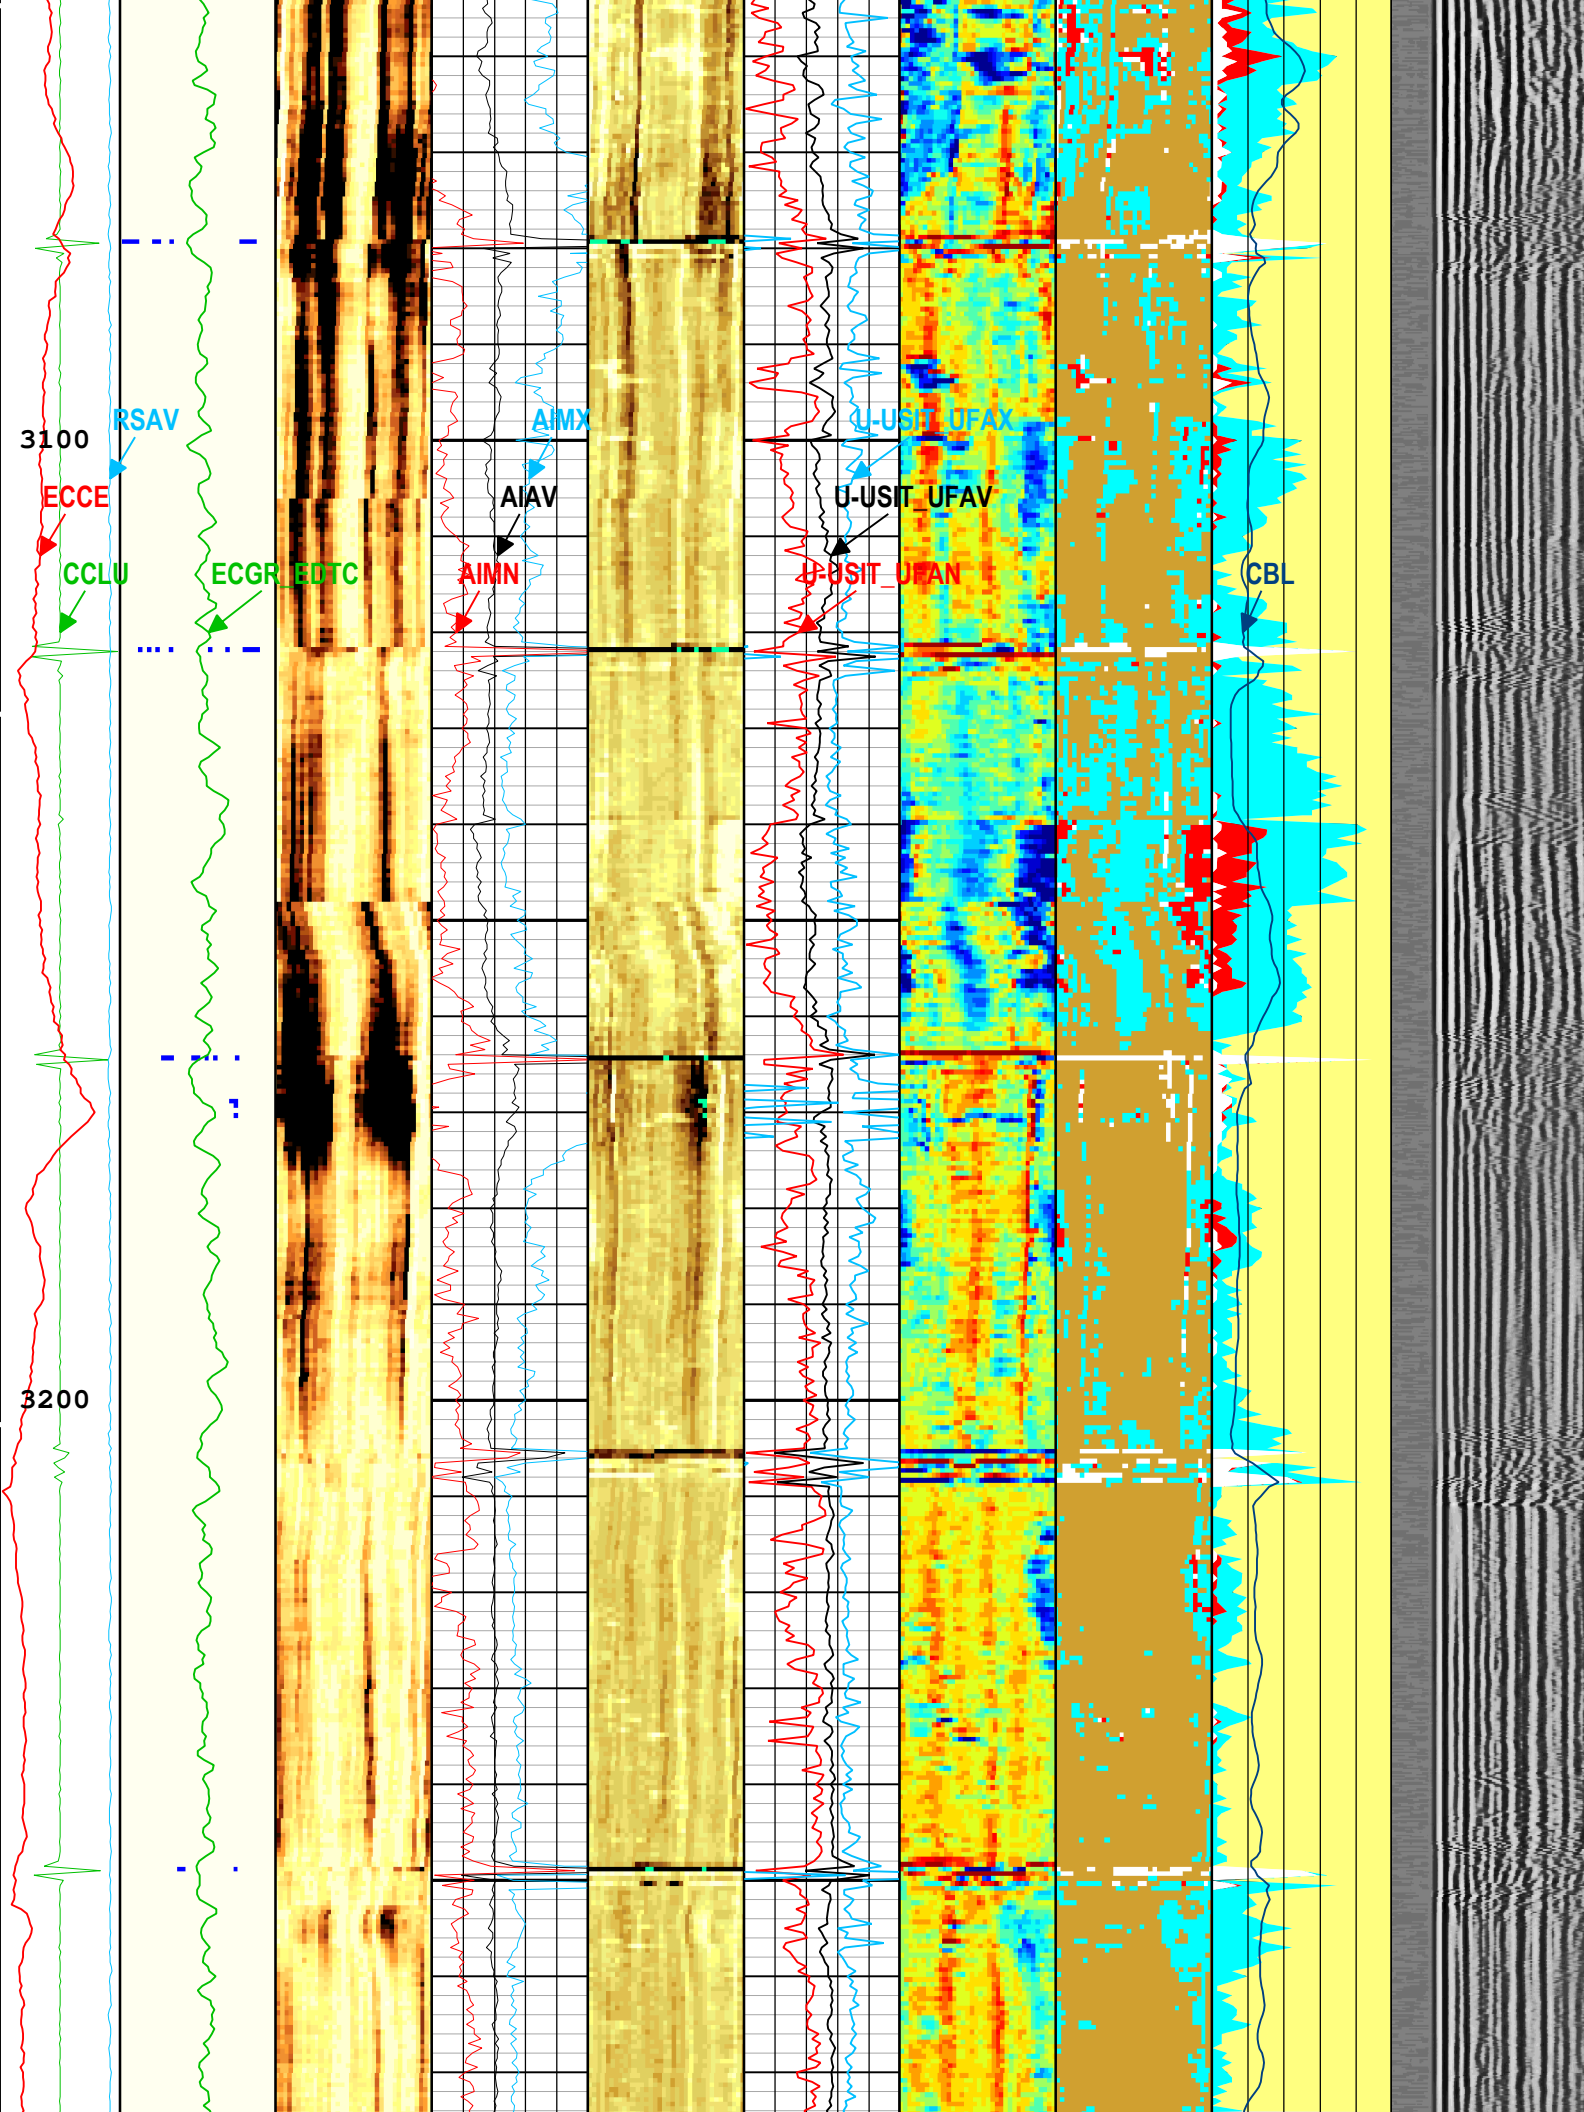 RSAV
AIMX
U-USIT_UFAX
3100
ECCE
AIAV
U-USIT_UFAV
CCLU
ECGR_EDTC
AIMN
U-USIT_UFAN
CBL
3200